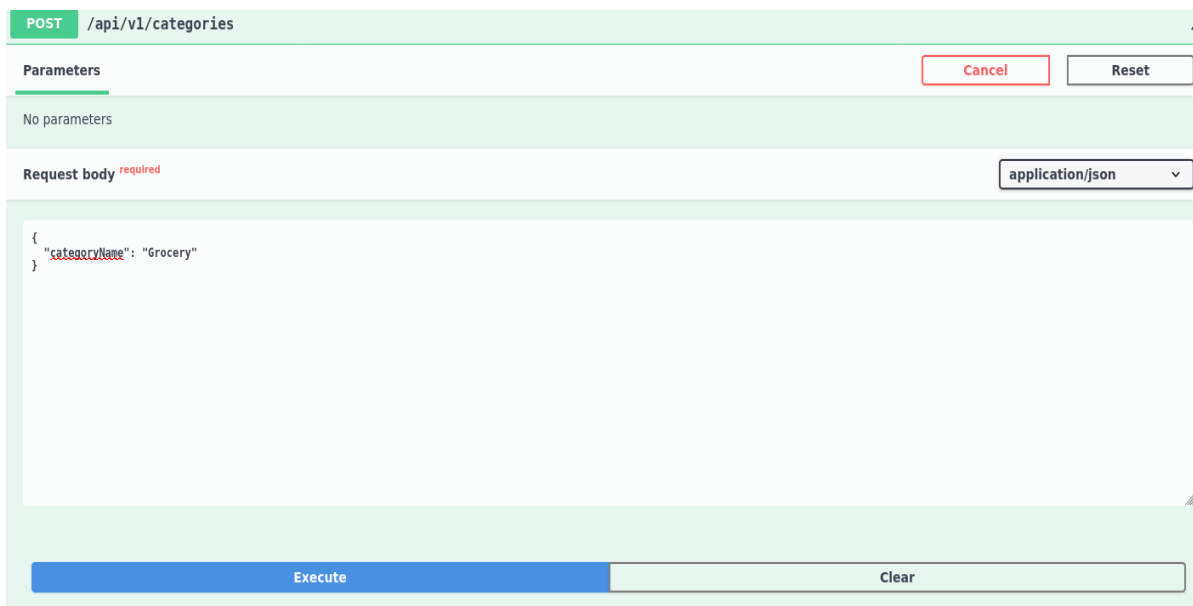 POST /api/v1/categories
Parameters Cancel Reset
No parameters
Request body required application/json
{
"categoryName": "Grocery"
}
Execute Clear